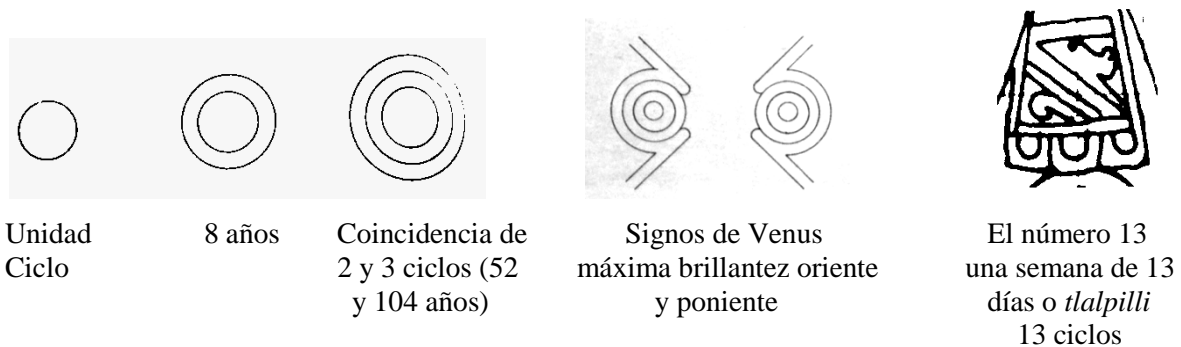 Unidad
Ciclo
8 años
Coincidencia de
2 y 3 ciclos (52
y 104 años)
Signos de Venus
máxima brillantez oriente
y poniente
El número 13
una semana de 13
días o tlalpilli
13 ciclos